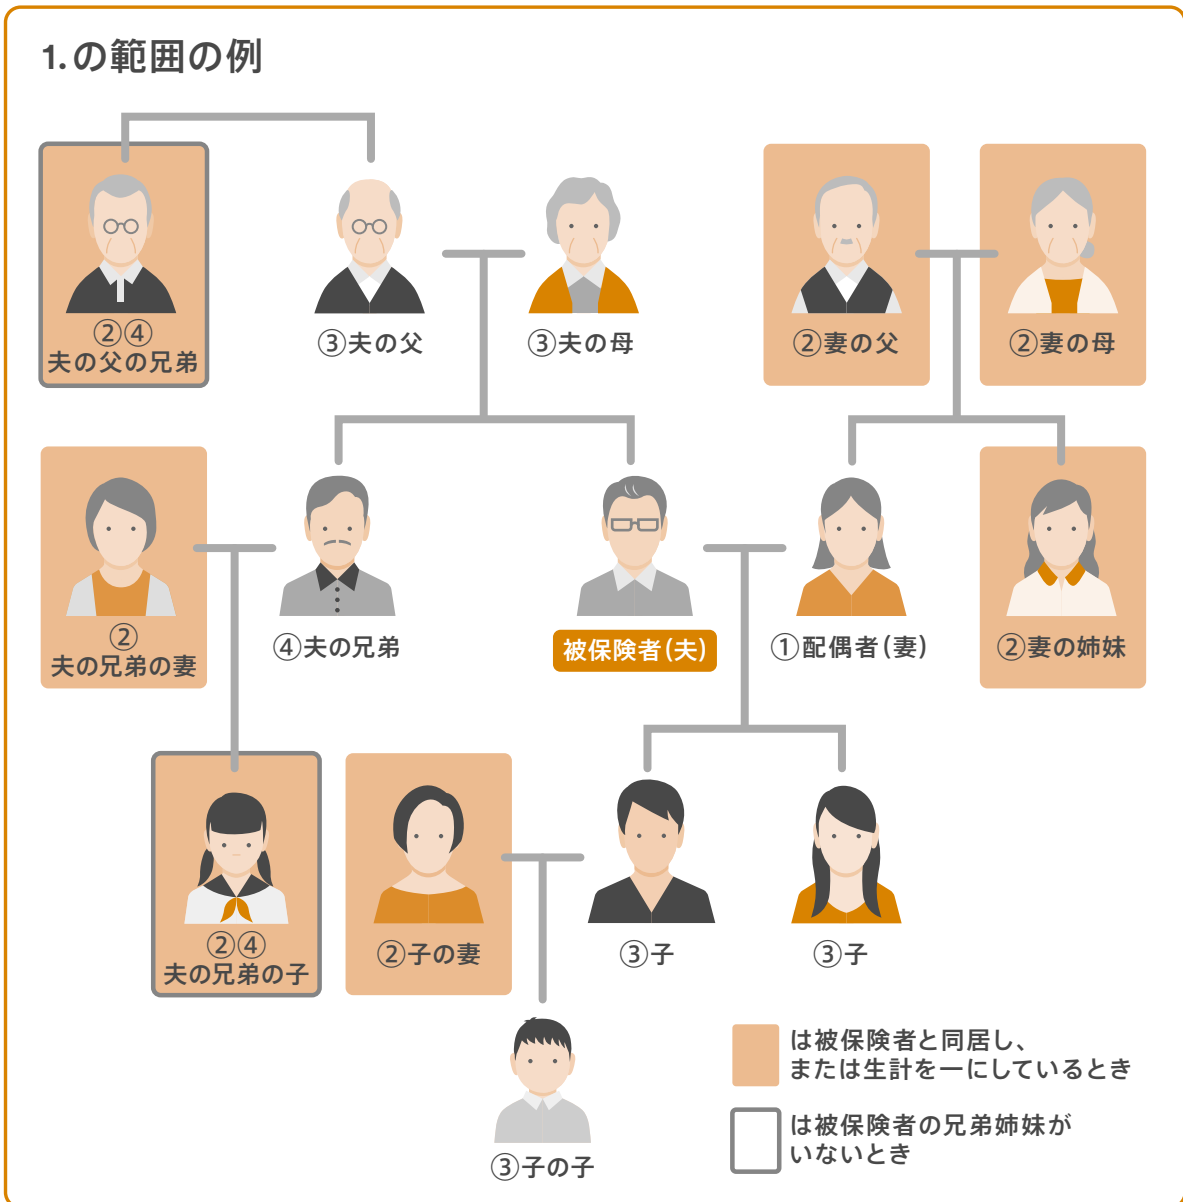 1.の範囲の例
②④
夫の父の兄弟
③夫の父
③夫の母
②妻の父
②妻の母
②
夫の兄弟の妻
④夫の兄弟
被保険者(夫)
①配偶者(妻)
②妻の姉妹
②④
夫の兄弟の子
②子の妻
③子
③子
③子の子
は被保険者と同居し、
または生計を一にしているとき
は被保険者の兄弟姉妹が
いないとき